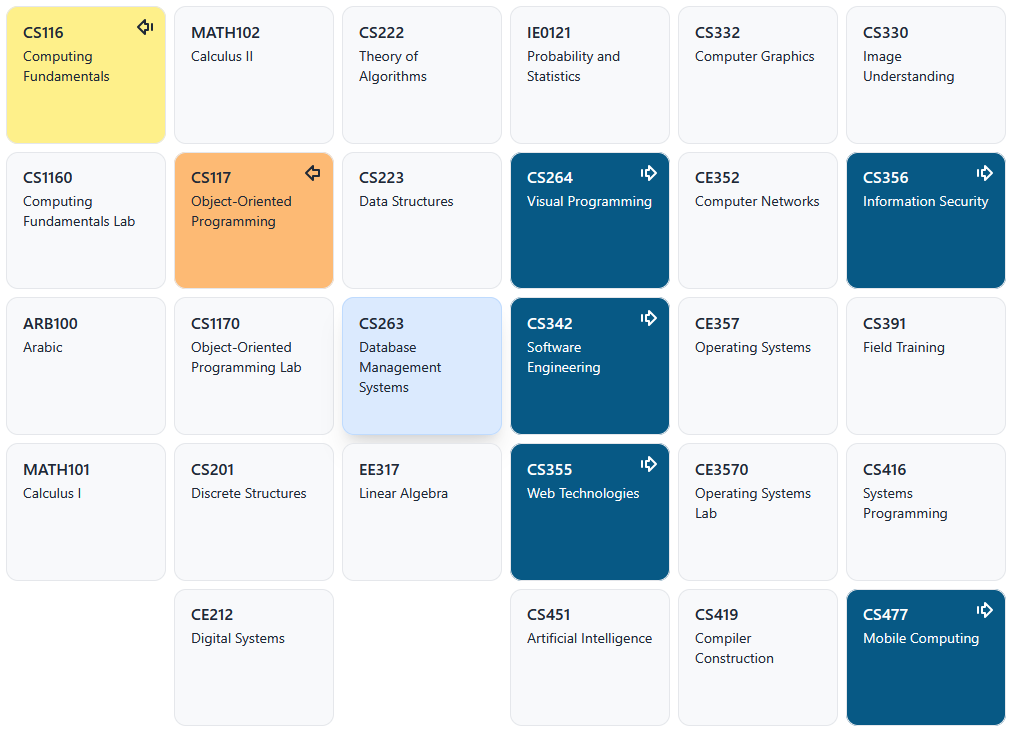 CS116
Computing
Fundamentals
MATH102
Calculus II
CS222
Theory of
Algorithms
IE0121
Probability and
Statistics
CS332
Computer Graphics
CS330
Image
Understanding
CS1160
Computing
Fundamentals Lab
CS117
Object-Oriented
Programming
CS223
Data Structures
CS264
Visual Programming
CE352
Computer Networks
CS356
Information Security
ARB100
Arabic
CS1170
Object-Oriented
Programming Lab
CS263
Database
Management
Systems
CS342
Software
Engineering
CE357
Operating Systems
CS391
Field Training
MATH101
Calculus I
CS201
Discrete Structures
EE317
Linear Algebra
CS355
Web Technologies
CE3570
Operating Systems
Lab
CS416
Systems
Programming
CE212
Digital Systems
CS451
Artificial Intelligence
CS419
Compiler
Construction
CS477
Mobile Computing